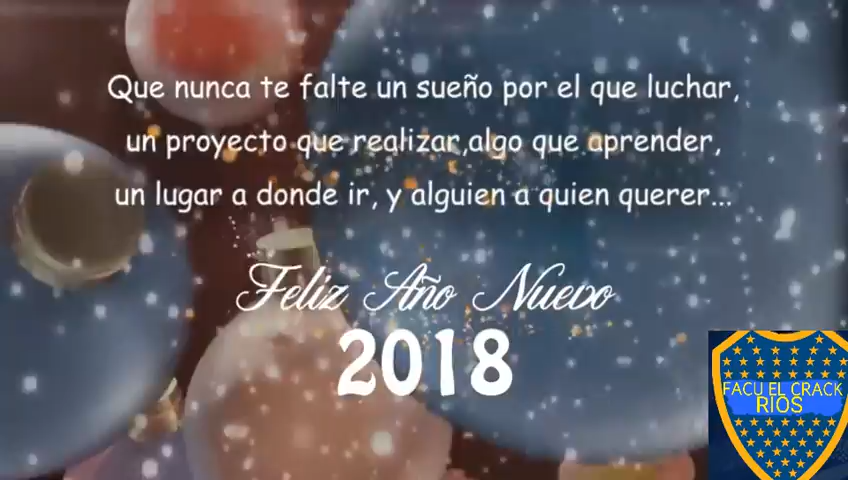 Que nunca te falte un sueño por el que luchar,
un proyecto que realizar,algo que aprender,
un lugar a donde ir, y alguien a quien querer...
Feliz Año Nuevo
2018
FACU EL CRACK
RIOS